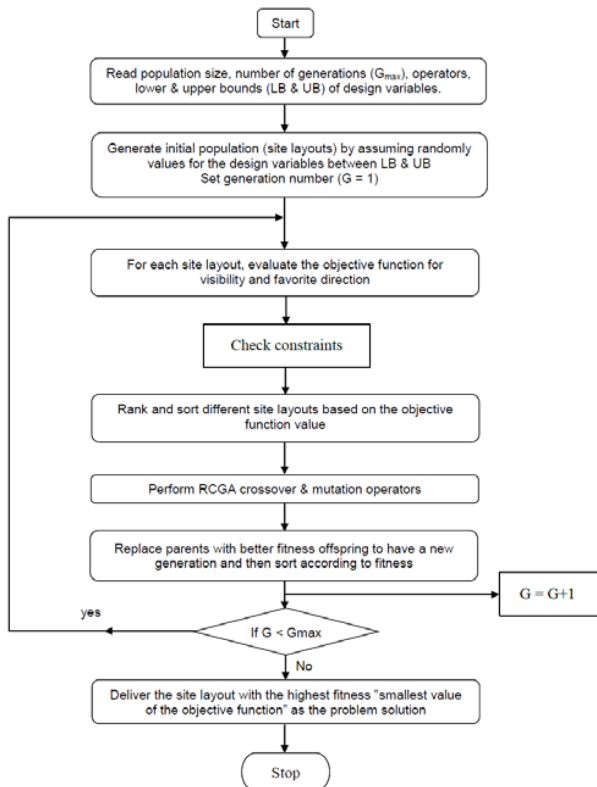 Start
Read population size, number of generations (Gmax), operators,
lower & upper bounds (LB & UB) of design variables.
Generate initial population (site layouts) by assuming randomly
values for the design variables between LB & UB
Set generation number (G = 1)
For each site layout, evaluate the objective function for
visibility and favorite direction
Check constraints
Rank and sort different site layouts based on the objective
function value
Perform RCGA crossover & mutation operators
Replace parents with better fitness offspring to have a new
generation and then sort according to fitness
G = G+1
yes
If G < Gmax
No
Deliver the site layout with the highest fitness "smallest value
of the objective function" as the problem solution
Stop